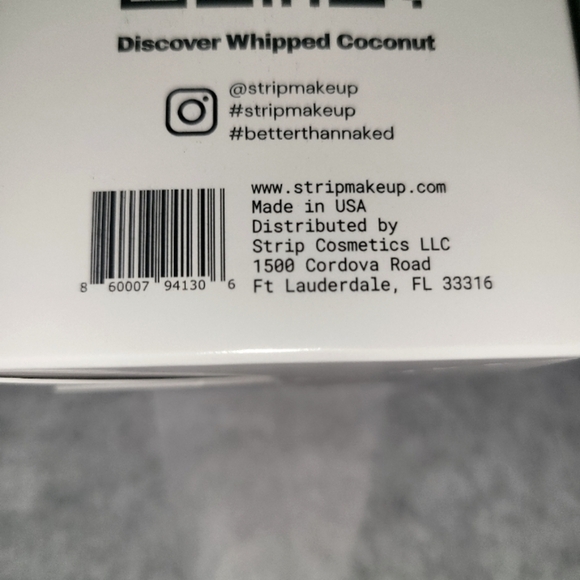 Discover Whipped Coconut
@stripmakeup
#stripmakeup
#betterthannaked
www.stripmakeup.com
Made in USA
Distributed by
Strip Cosmetics LLC
1500 Cordova Road
Ft Lauderdale, FL 33316
8 60007 94130 6